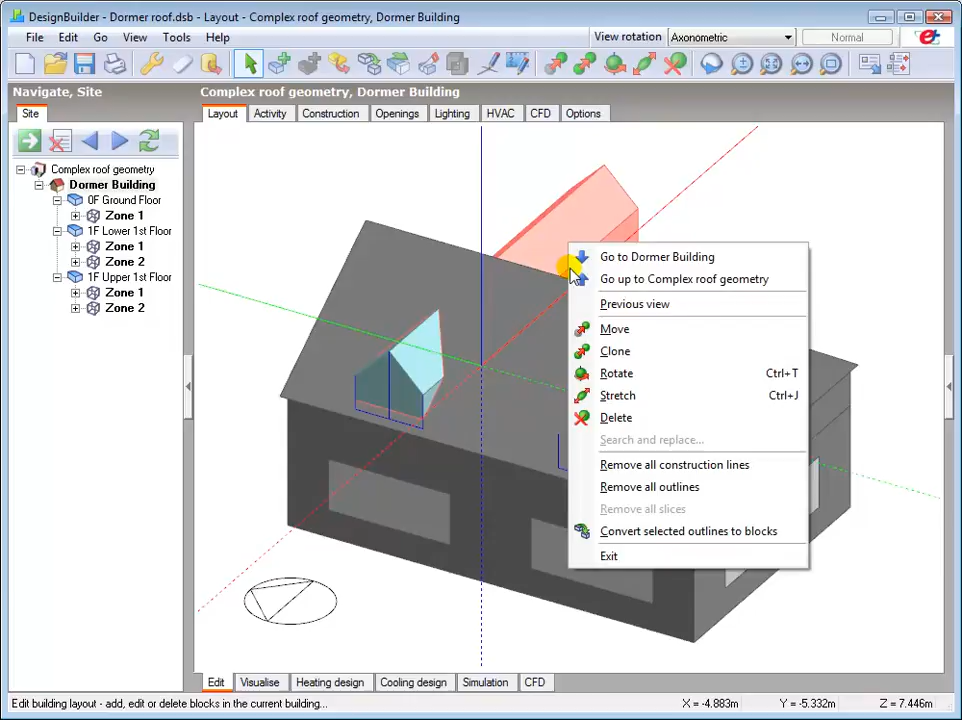 DesignBuilder - Dormer roof.dsb - Layout - Complex roof geometry, Dormer Building
File Edit Go View Tools Help
View rotation Axonometric Normal
Navigate, Site
Complex roof geometry, Dormer Building
Site
Layout Activity Construction Openings Lighting HVAC CFD Options
Complex roof geometry
Dormer Building
0F Ground Floor
Zone 1
1F Lower 1st Floor
Zone 1
Zone 2
1F Upper 1st Floor
Zone 1
Zone 2
Go to Dormer Building
Go up to Complex roof geometry
Previous view
Move
Clone
Rotate Ctrl+T
Stretch Ctrl+J
Delete
Search and replace...
Remove all construction lines
Remove all outlines
Remove all slices
Convert selected outlines to blocks
Exit
Edit Visualise Heating design Cooling design Simulation CFD
Edit building layout - add, edit or delete blocks in the current building...
X = -4.883m Y = -5.332m Z = 7.446m